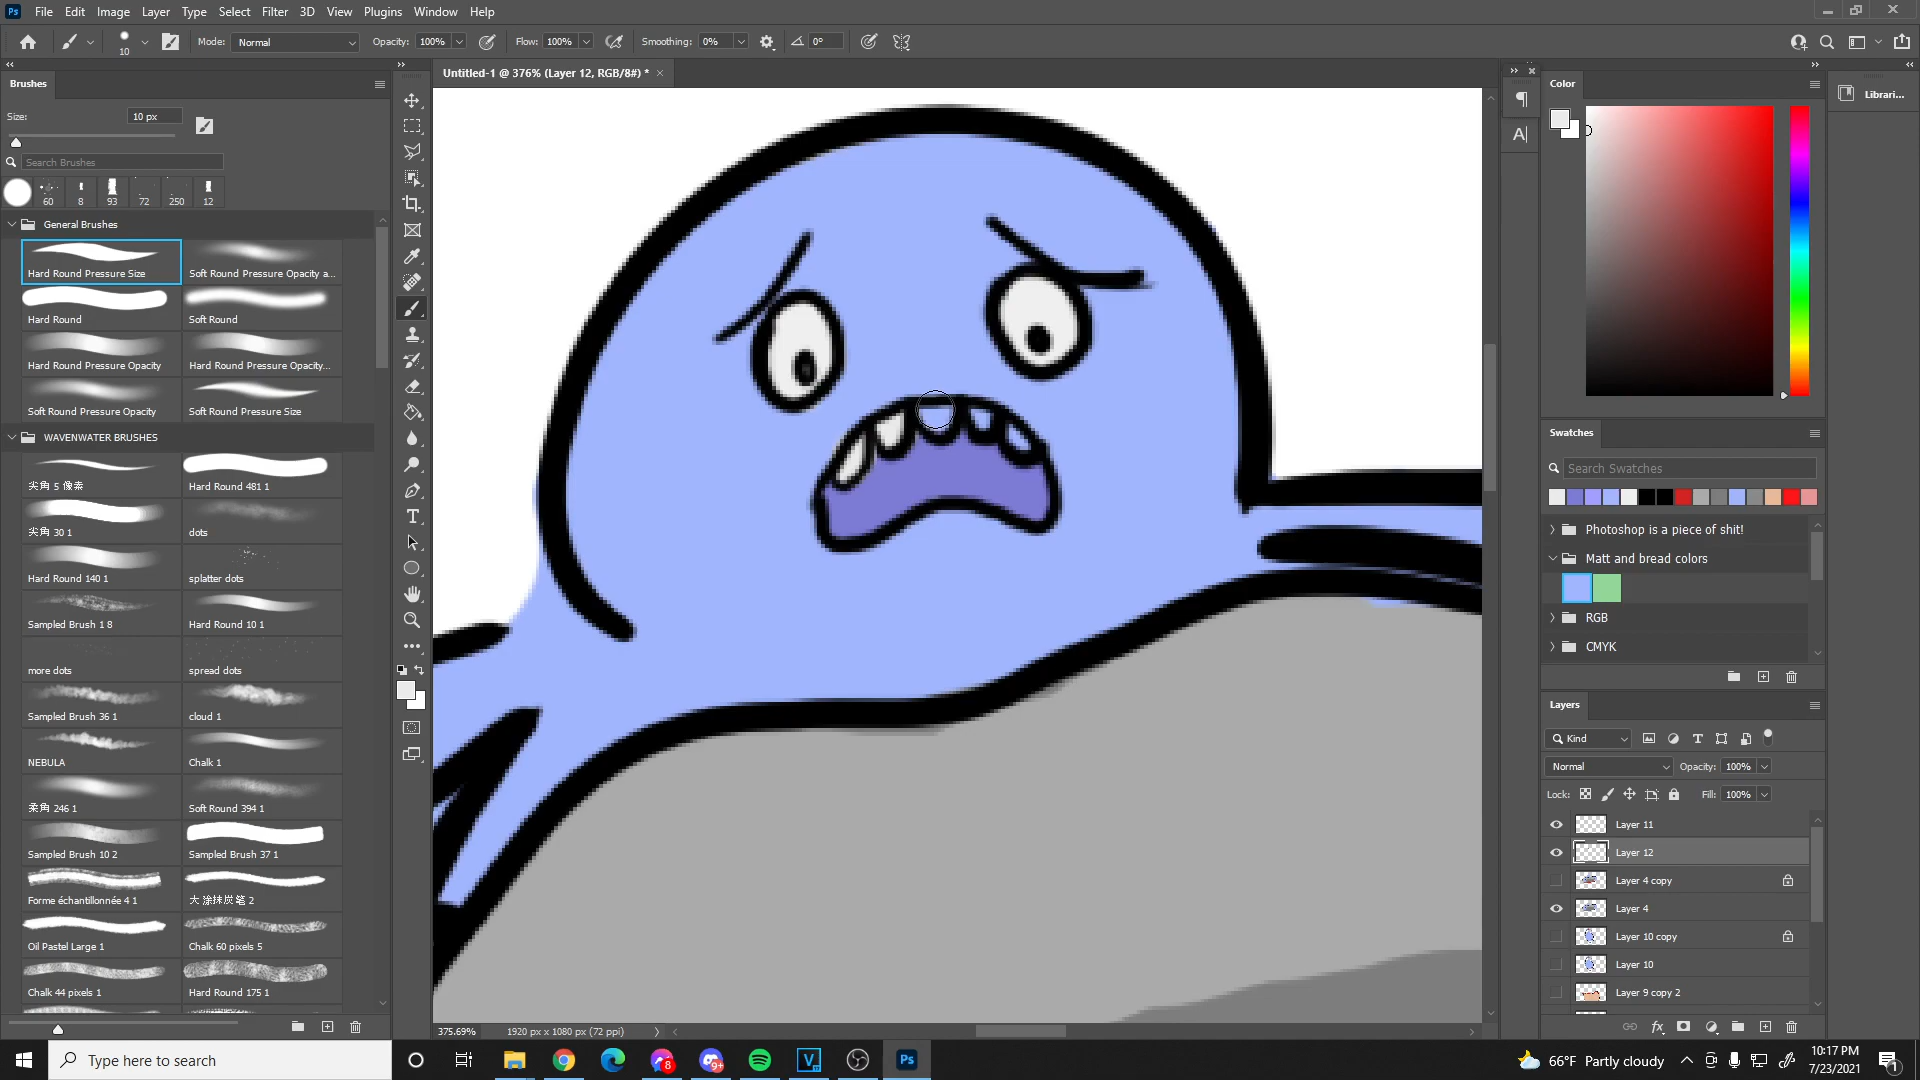 Ps File Edit Image Layer Type Select Filter 3D View Plugins Window Help
10 Mode: Normal Opacity: 100% Flow: 100% Smoothing: 0% 0°
Untitled-1 @ 376% (Layer 12, RGB/8#) * ×
Brushes
Size: 10 px
Search Brushes
60 8 93 72 250 12
General Brushes
Hard Round Pressure Size Soft Round Pressure Opacity a...
Hard Round Soft Round
Hard Round Pressure Opacity Hard Round Pressure Opacity...
Soft Round Pressure Opacity Soft Round Pressure Size
WAVENWATER BRUSHES
尖角 5 像素 Hard Round 481 1
尖角 30 1 dots
Hard Round 140 1 splatter dots
Sampled Brush 1 8 Hard Round 10 1
more dots spread dots
Sampled Brush 36 1 cloud 1
NEBULA Chalk 1
柔角 246 1 Soft Round 394 1
Sampled Brush 10 2 Sampled Brush 37 1
Forme échantillonnée 4 1 大 涂抹炭笔 2
Oil Pastel Large 1 Chalk 60 pixels 5
Chalk 44 pixels 1 Hard Round 175 1
375.69% 1920 px x 1080 px (72 ppi)
Color
Librari...
Swatches
Search Swatches
Photoshop is a piece of shit!
Matt and bread colors
RGB
CMYK
Layers
Kind
Normal Opacity: 100%
Lock: Fill: 100%
Layer 11
Layer 12
Layer 4 copy
Layer 4
Layer 10 copy
Layer 10
Layer 9 copy 2
fx
Type here to search
8 9+ V Ps
66°F Partly cloudy
10:17 PM
7/23/2021
1